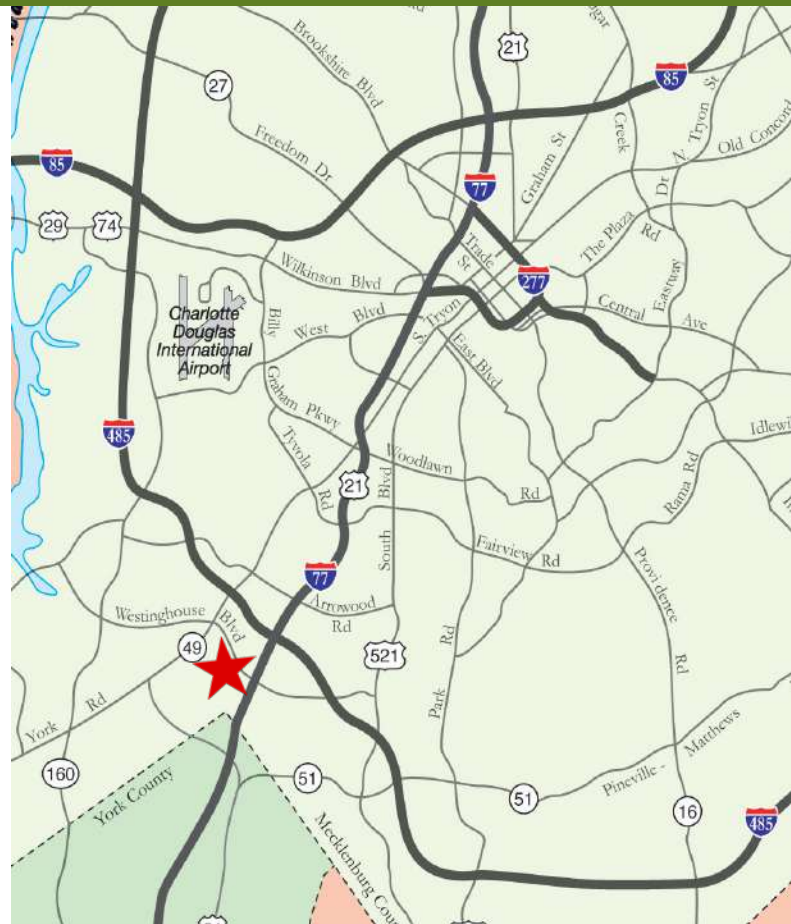 21
Brookshire Blvd
85
27
Freedom Dr
Graham St
Creek
Dr N. Tryon St
Old Concord
85
77
The Plaza
Rd
29
74
Trade
St
277
Wilkinson Blvd
Eastway
Charlotte
Douglas
International
Airport
Billy
Graham Pkwy
West Blvd
S. Tryon
Central Ave
East Blvd
485
Tyvola
Rd
Woodlawn
Rd
Idlewil
Rama Rd
21
South Blvd
Fairview Rd
Providence
Rd
77
Arrowood
Rd
Westinghouse Blvd
49
521
Park Rd
York Rd
160
York County
51
51
Pineville - Matthews
16
485
Mecklenburg Coun